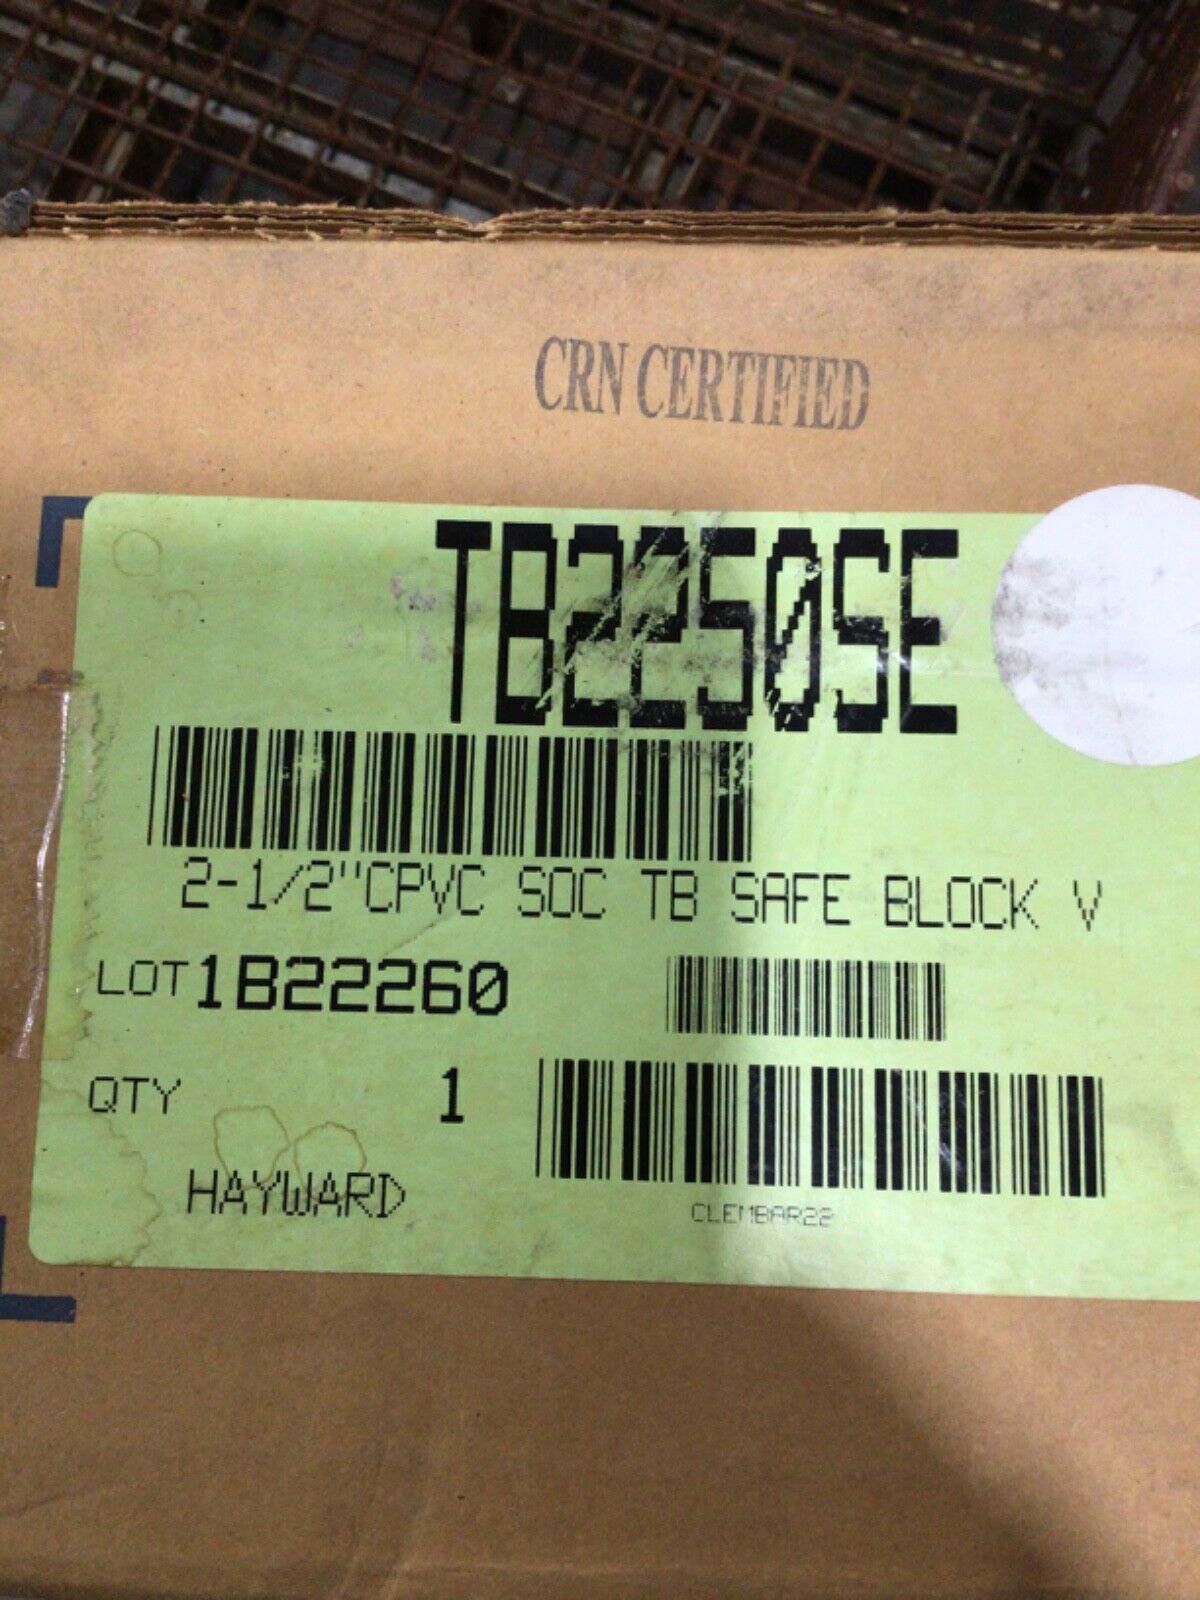 CRN CERTIFIED
TB2250SE
2-1/2"CPVC SOC TB SAFE BLOCK V
LOT 1B22260
QTY 1
HAYWARD
CLEMBAR22